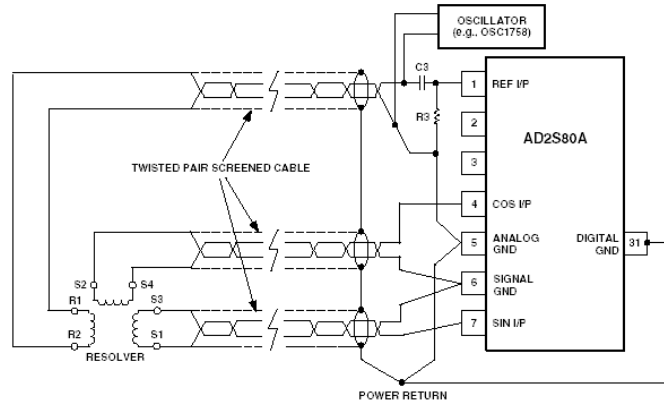 OSCILLATOR
(e.g., OSC1758)
C3
R3
1 REF I/P
2
AD2S80A
3
TWISTED PAIR SCREENED CABLE
4 COS I/P
5 ANALOG GND
DIGITAL GND 31
6 SIGNAL GND
7 SIN I/P
S2
S4
R1
S3
R2
S1
RESOLVER
POWER RETURN